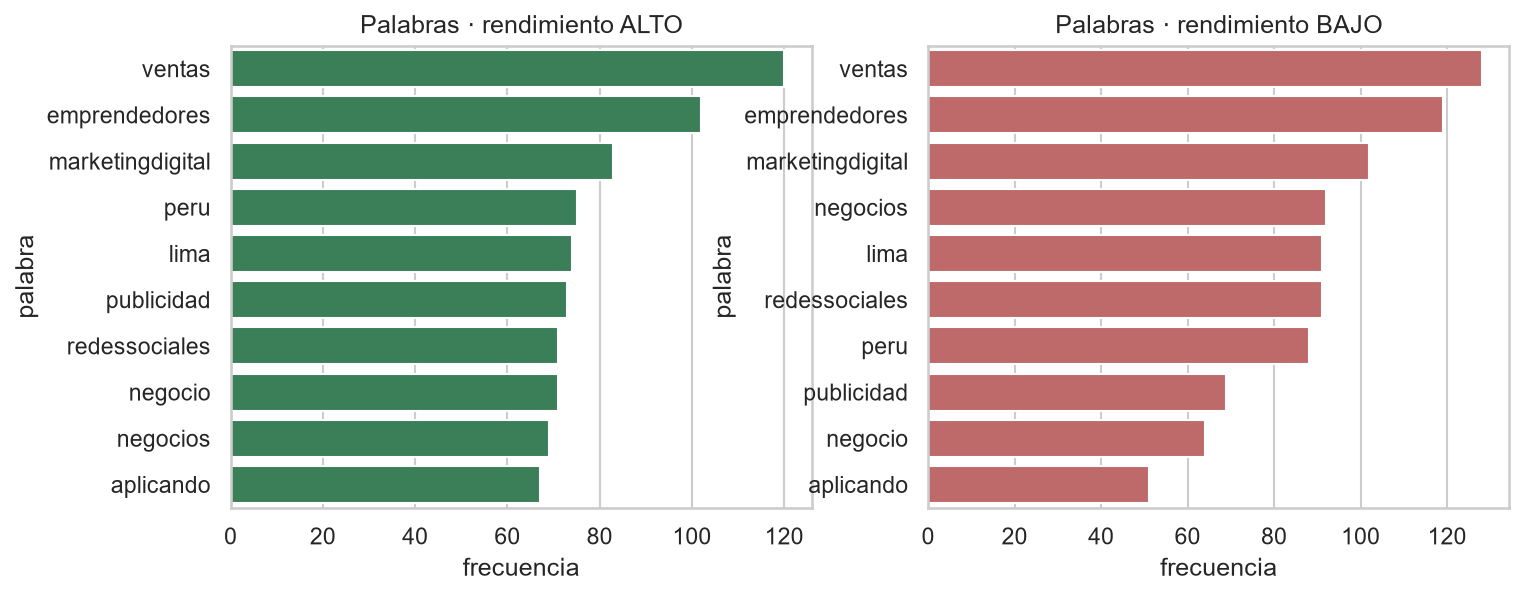 Palabras · rendimiento ALTO
ventas
emprendedores
marketingdigital
peru
lima
publicidad
redessociales
negocio
negocios
aplicando
palabra
0 20 40 60 80 100 120
frecuencia
Palabras · rendimiento BAJO
ventas
emprendedores
marketingdigital
negocios
lima
redessociales
peru
publicidad
negocio
aplicando
palabra
0 20 40 60 80 100 120
frecuencia